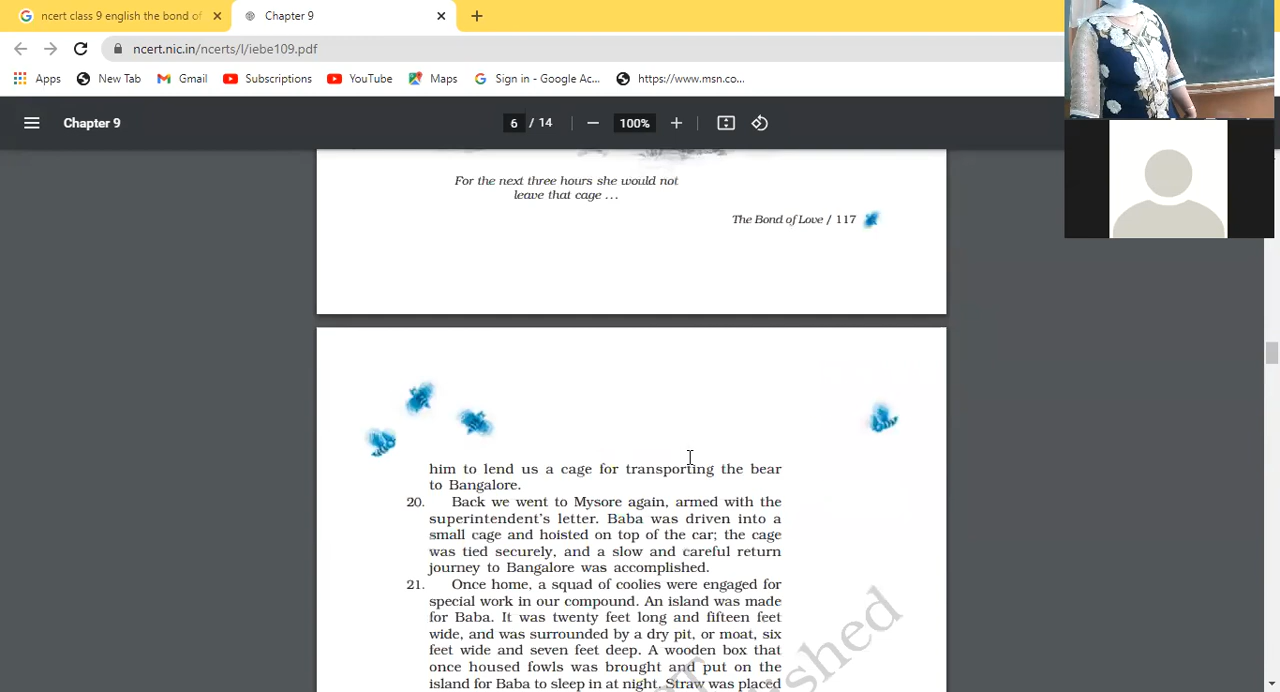 ncert class 9 english the bond of
Chapter 9
ncert.nic.in/ncerts/l/iebe109.pdf
Apps
New Tab
Gmail
Subscriptions
YouTube
Maps
Sign in - Google Ac...
https://www.msn.co...
Chapter 9
6 / 14
100%
For the next three hours she would not
leave that cage ...
The Bond of Love / 117
him to lend us a cage for transporting the bear
to Bangalore.
20. Back we went to Mysore again, armed with the
superintendent's letter. Baba was driven into a
small cage and hoisted on top of the car; the cage
was tied securely, and a slow and careful return
journey to Bangalore was accomplished.
21. Once home, a squad of coolies were engaged for
special work in our compound. An island was made
for Baba. It was twenty feet long and fifteen feet
wide, and was surrounded by a dry pit, or moat, six
feet wide and seven feet deep. A wooden box that
once housed fowls was brought and put on the
island for Baba to sleep in at night. Straw was placed